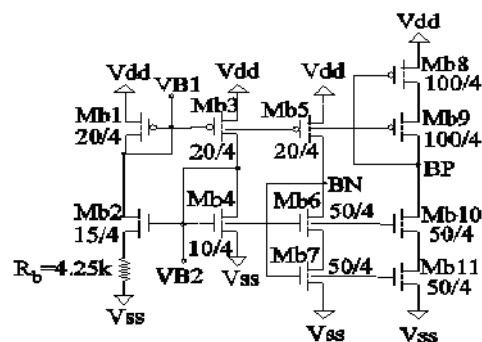 Vdd
Mb8
100/4
Vdd
VB1
Vdd
Vdd
Mb1
20/4
Mb3
20/4
Mb5
20/4
Mb9
100/4
BP
BN
Mb2
15/4
Mb4
10/4
Mb6
50/4
Mb10
50/4
Mb7
50/4
Mb11
50/4
Rb=4.25k
VB2
Vss
Vss
Vss
Vss